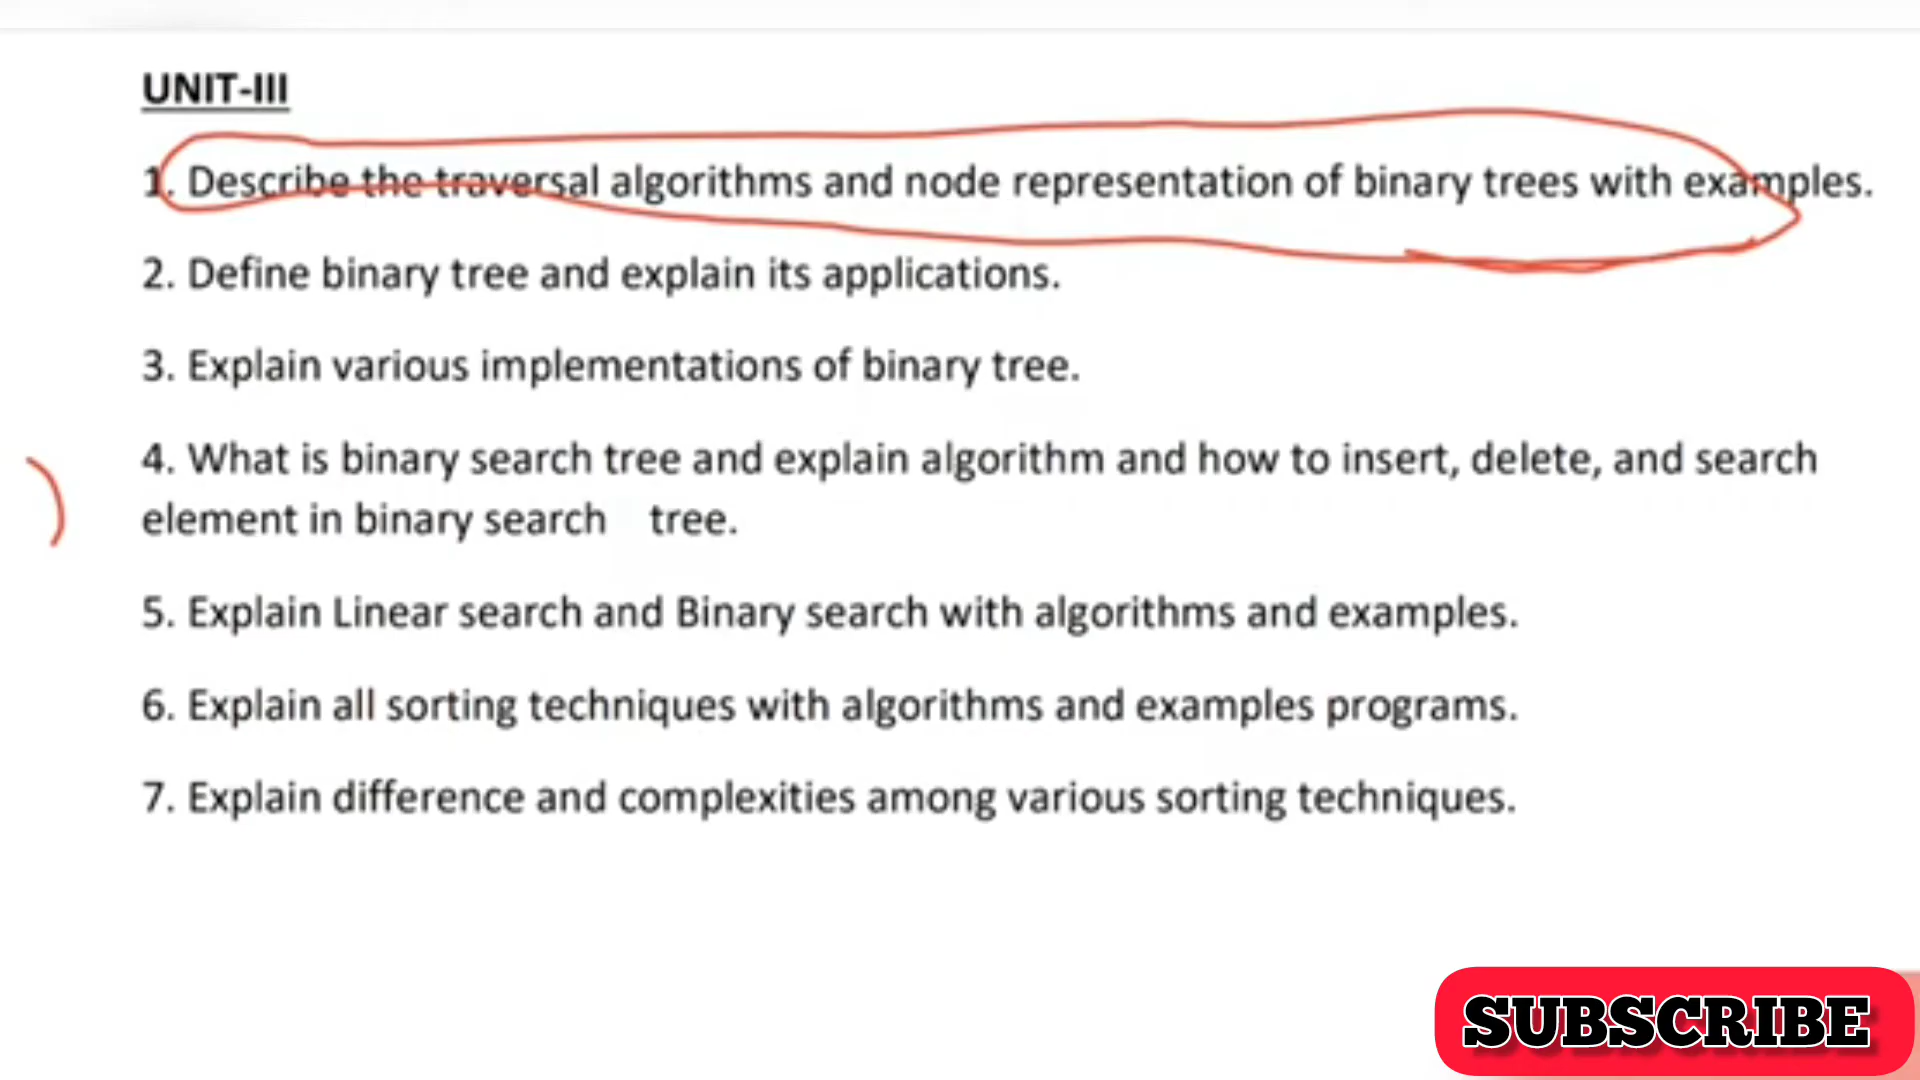 UNIT-III
1. Describe the traversal algorithms and node representation of binary trees with examples.
2. Define binary tree and explain its applications.
3. Explain various implementations of binary tree.
4. What is binary search tree and explain algorithm and how to insert, delete, and search
element in binary search tree.
5. Explain Linear search and Binary search with algorithms and examples.
6. Explain all sorting techniques with algorithms and examples programs.
7. Explain difference and complexities among various sorting techniques.
SUBSCRIBE